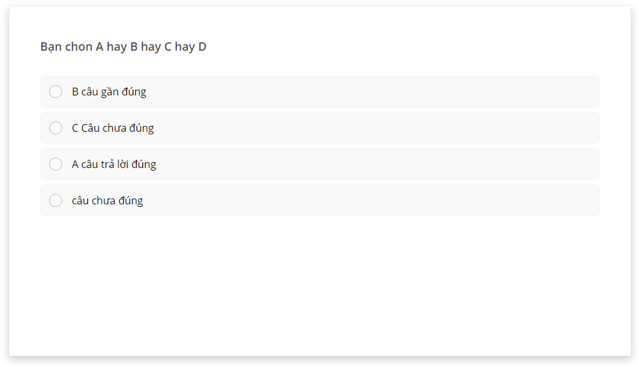 Bạn chon A hay B hay C hay D
B câu gần đúng
C Câu chưa đúng
A câu trả lời đúng
câu chưa đúng